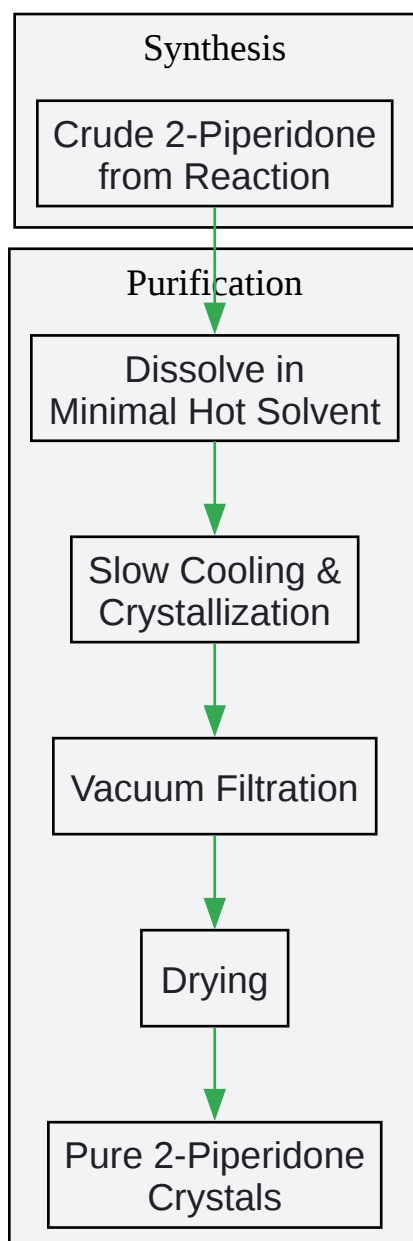 Synthesis
Crude 2-Piperidone
from Reaction
Purification
Dissolve in
Minimal Hot Solvent
Slow Cooling &
Crystallization
Vacuum Filtration
Drying
Pure 2-Piperidone
Crystals